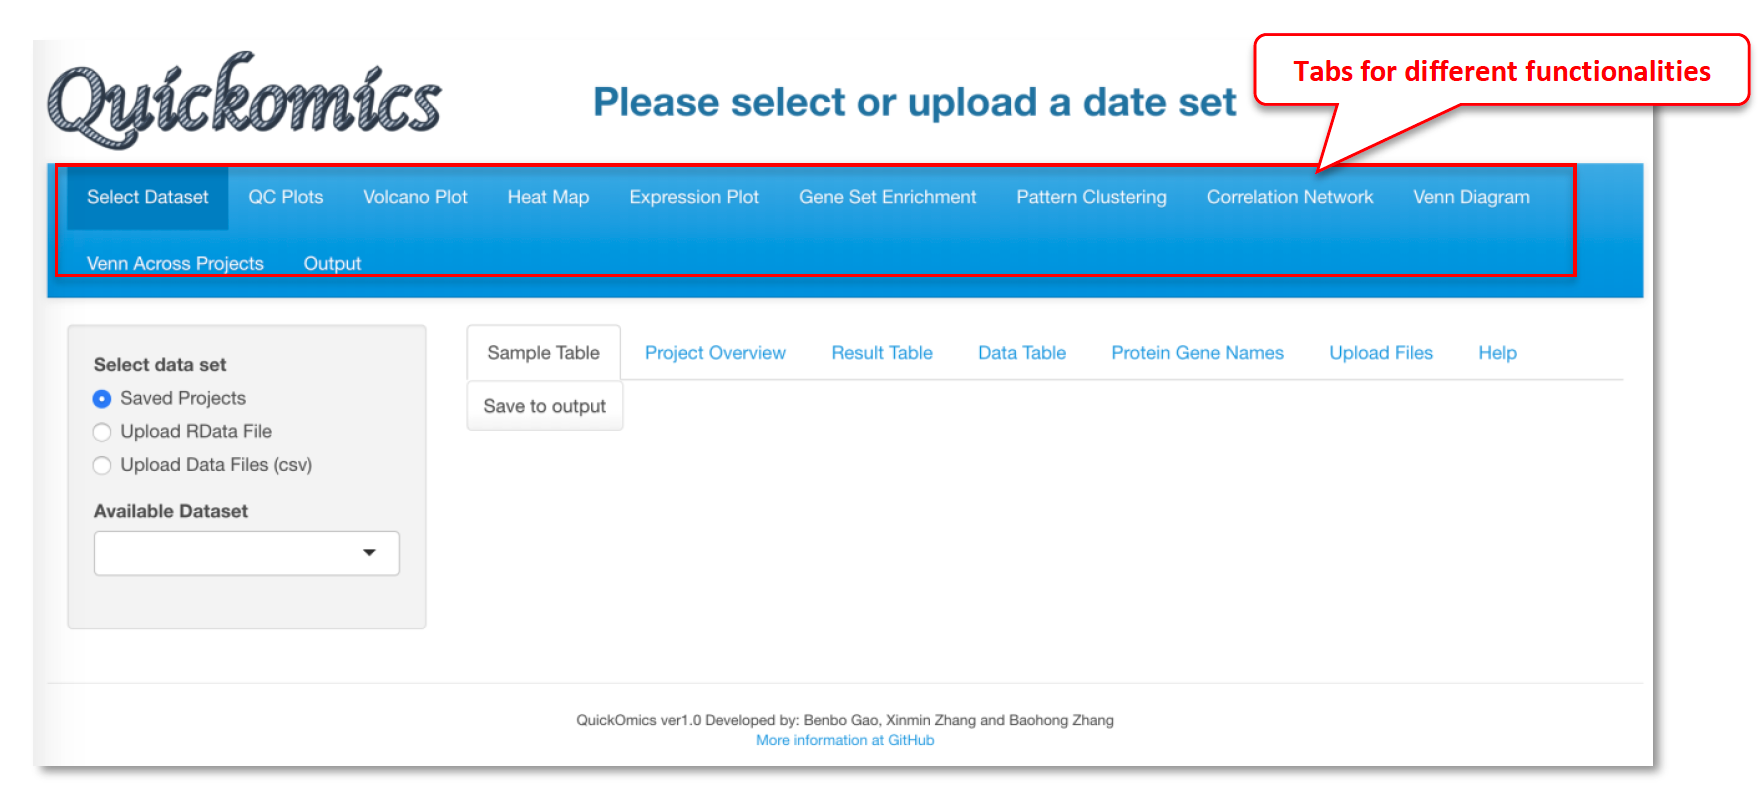 Quickomics
Please select or upload a date set
Tabs for different functionalities
Select Dataset QC Plots Volcano Plot Heat Map Expression Plot Gene Set Enrichment Pattern Clustering Correlation Network Venn Diagram
Venn Across Projects Output
Select data set
Saved Projects
Upload RData File
Upload Data Files (csv)
Available Dataset
Sample Table Project Overview Result Table Data Table Protein Gene Names Upload Files Help
Save to output
QuickOmics ver1.0 Developed by: Benbo Gao, Xinmin Zhang and Baohong Zhang
More information at GitHub